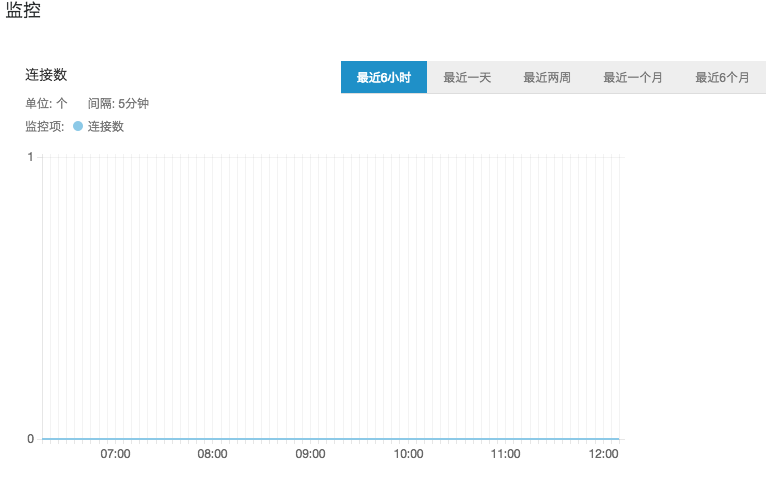 监控
连接数
最近6小时 最近一天 最近两周 最近一个月 最近6个月
单位: 个 间隔: 5分钟
监控项: 连接数
1
0
07:00 08:00 09:00 10:00 11:00 12:00